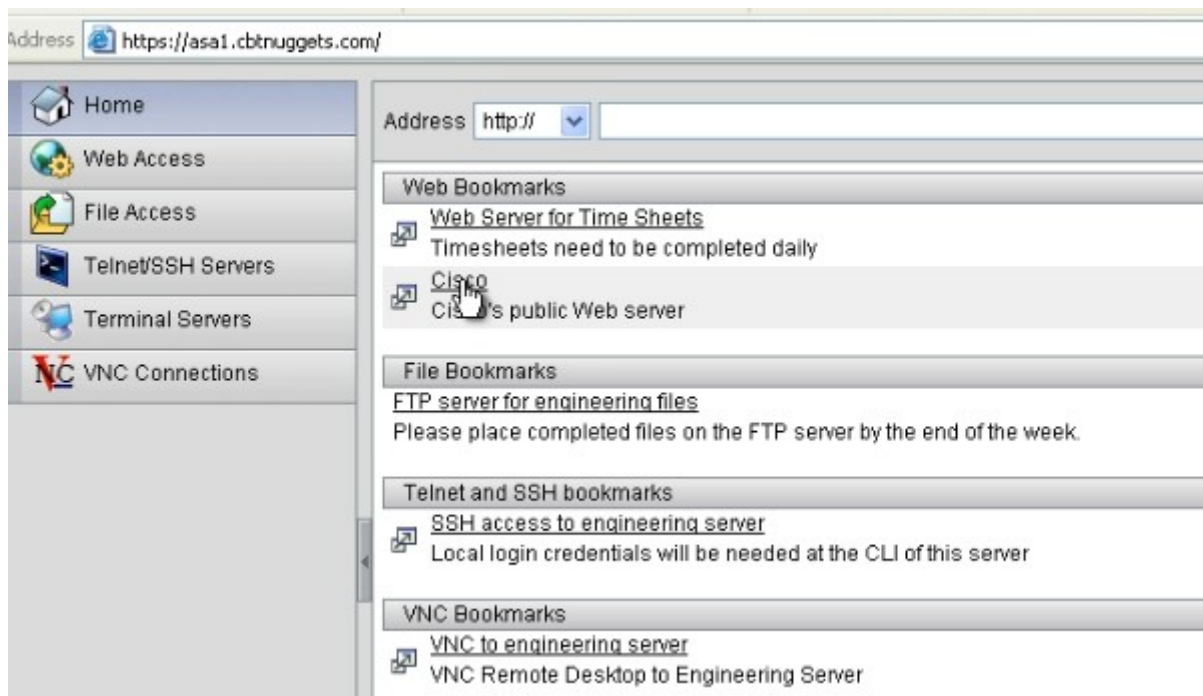 Address https://asa1.cbtnuggets.com/
Home
Web Access
File Access
Telnet/SSH Servers
Terminal Servers
VNC Connections
Address http://
Web Bookmarks
Web Server for Time Sheets
Timesheets need to be completed daily
Cisco
Cisco's public Web server
File Bookmarks
FTP server for engineering files
Please place completed files on the FTP server by the end of the week.
Telnet and SSH bookmarks
SSH access to engineering server
Local login credentials will be needed at the CLI of this server
VNC Bookmarks
VNC to engineering server
VNC Remote Desktop to Engineering Server